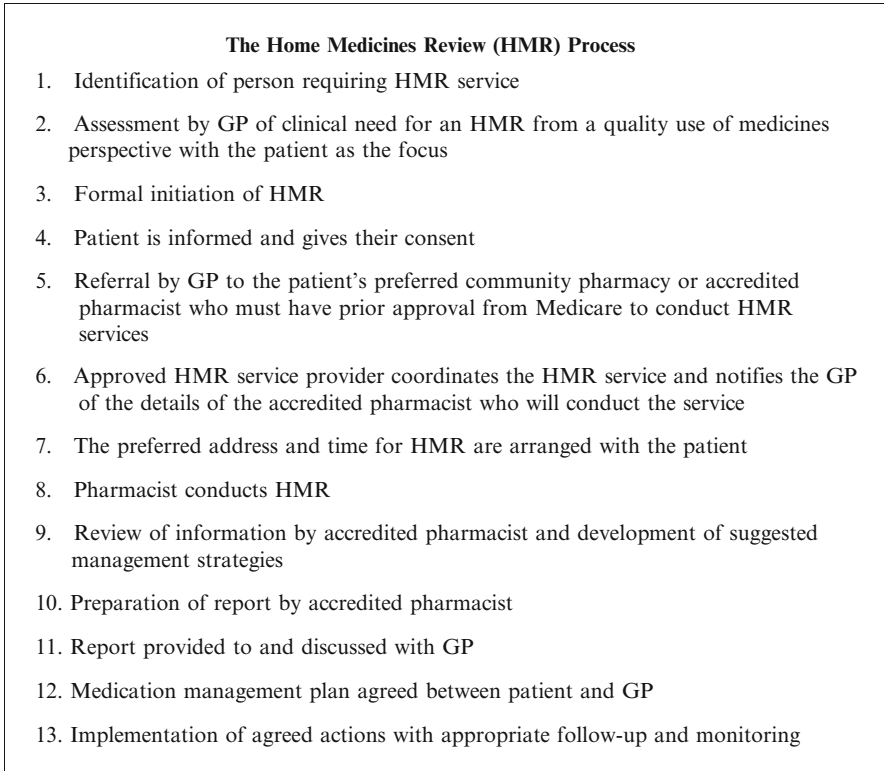 The Home Medicines Review (HMR) Process
1. Identification of person requiring HMR service
2. Assessment by GP of clinical need for an HMR from a quality use of medicines
perspective with the patient as the focus
3. Formal initiation of HMR
4. Patient is informed and gives their consent
5. Referral by GP to the patient's preferred community pharmacy or accredited
pharmacist who must have prior approval from Medicare to conduct HMR
services
6. Approved HMR service provider coordinates the HMR service and notifies the GP
of the details of the accredited pharmacist who will conduct the service
7. The preferred address and time for HMR are arranged with the patient
8. Pharmacist conducts HMR
9. Review of information by accredited pharmacist and development of suggested
management strategies
10. Preparation of report by accredited pharmacist
11. Report provided to and discussed with GP
12. Medication management plan agreed between patient and GP
13. Implementation of agreed actions with appropriate follow-up and monitoring